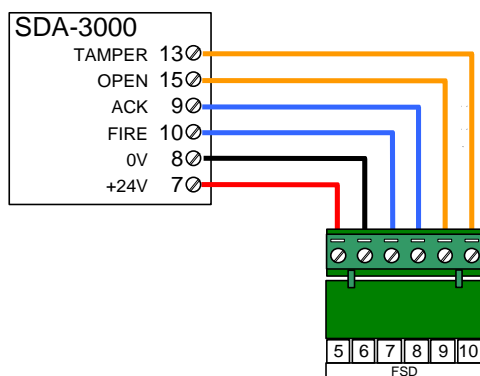 SDA-3000
TAMPER 13
OPEN 15
ACK 9
FIRE 10
0V 8
+24V 7
5 6 7 8 9 10
FSD